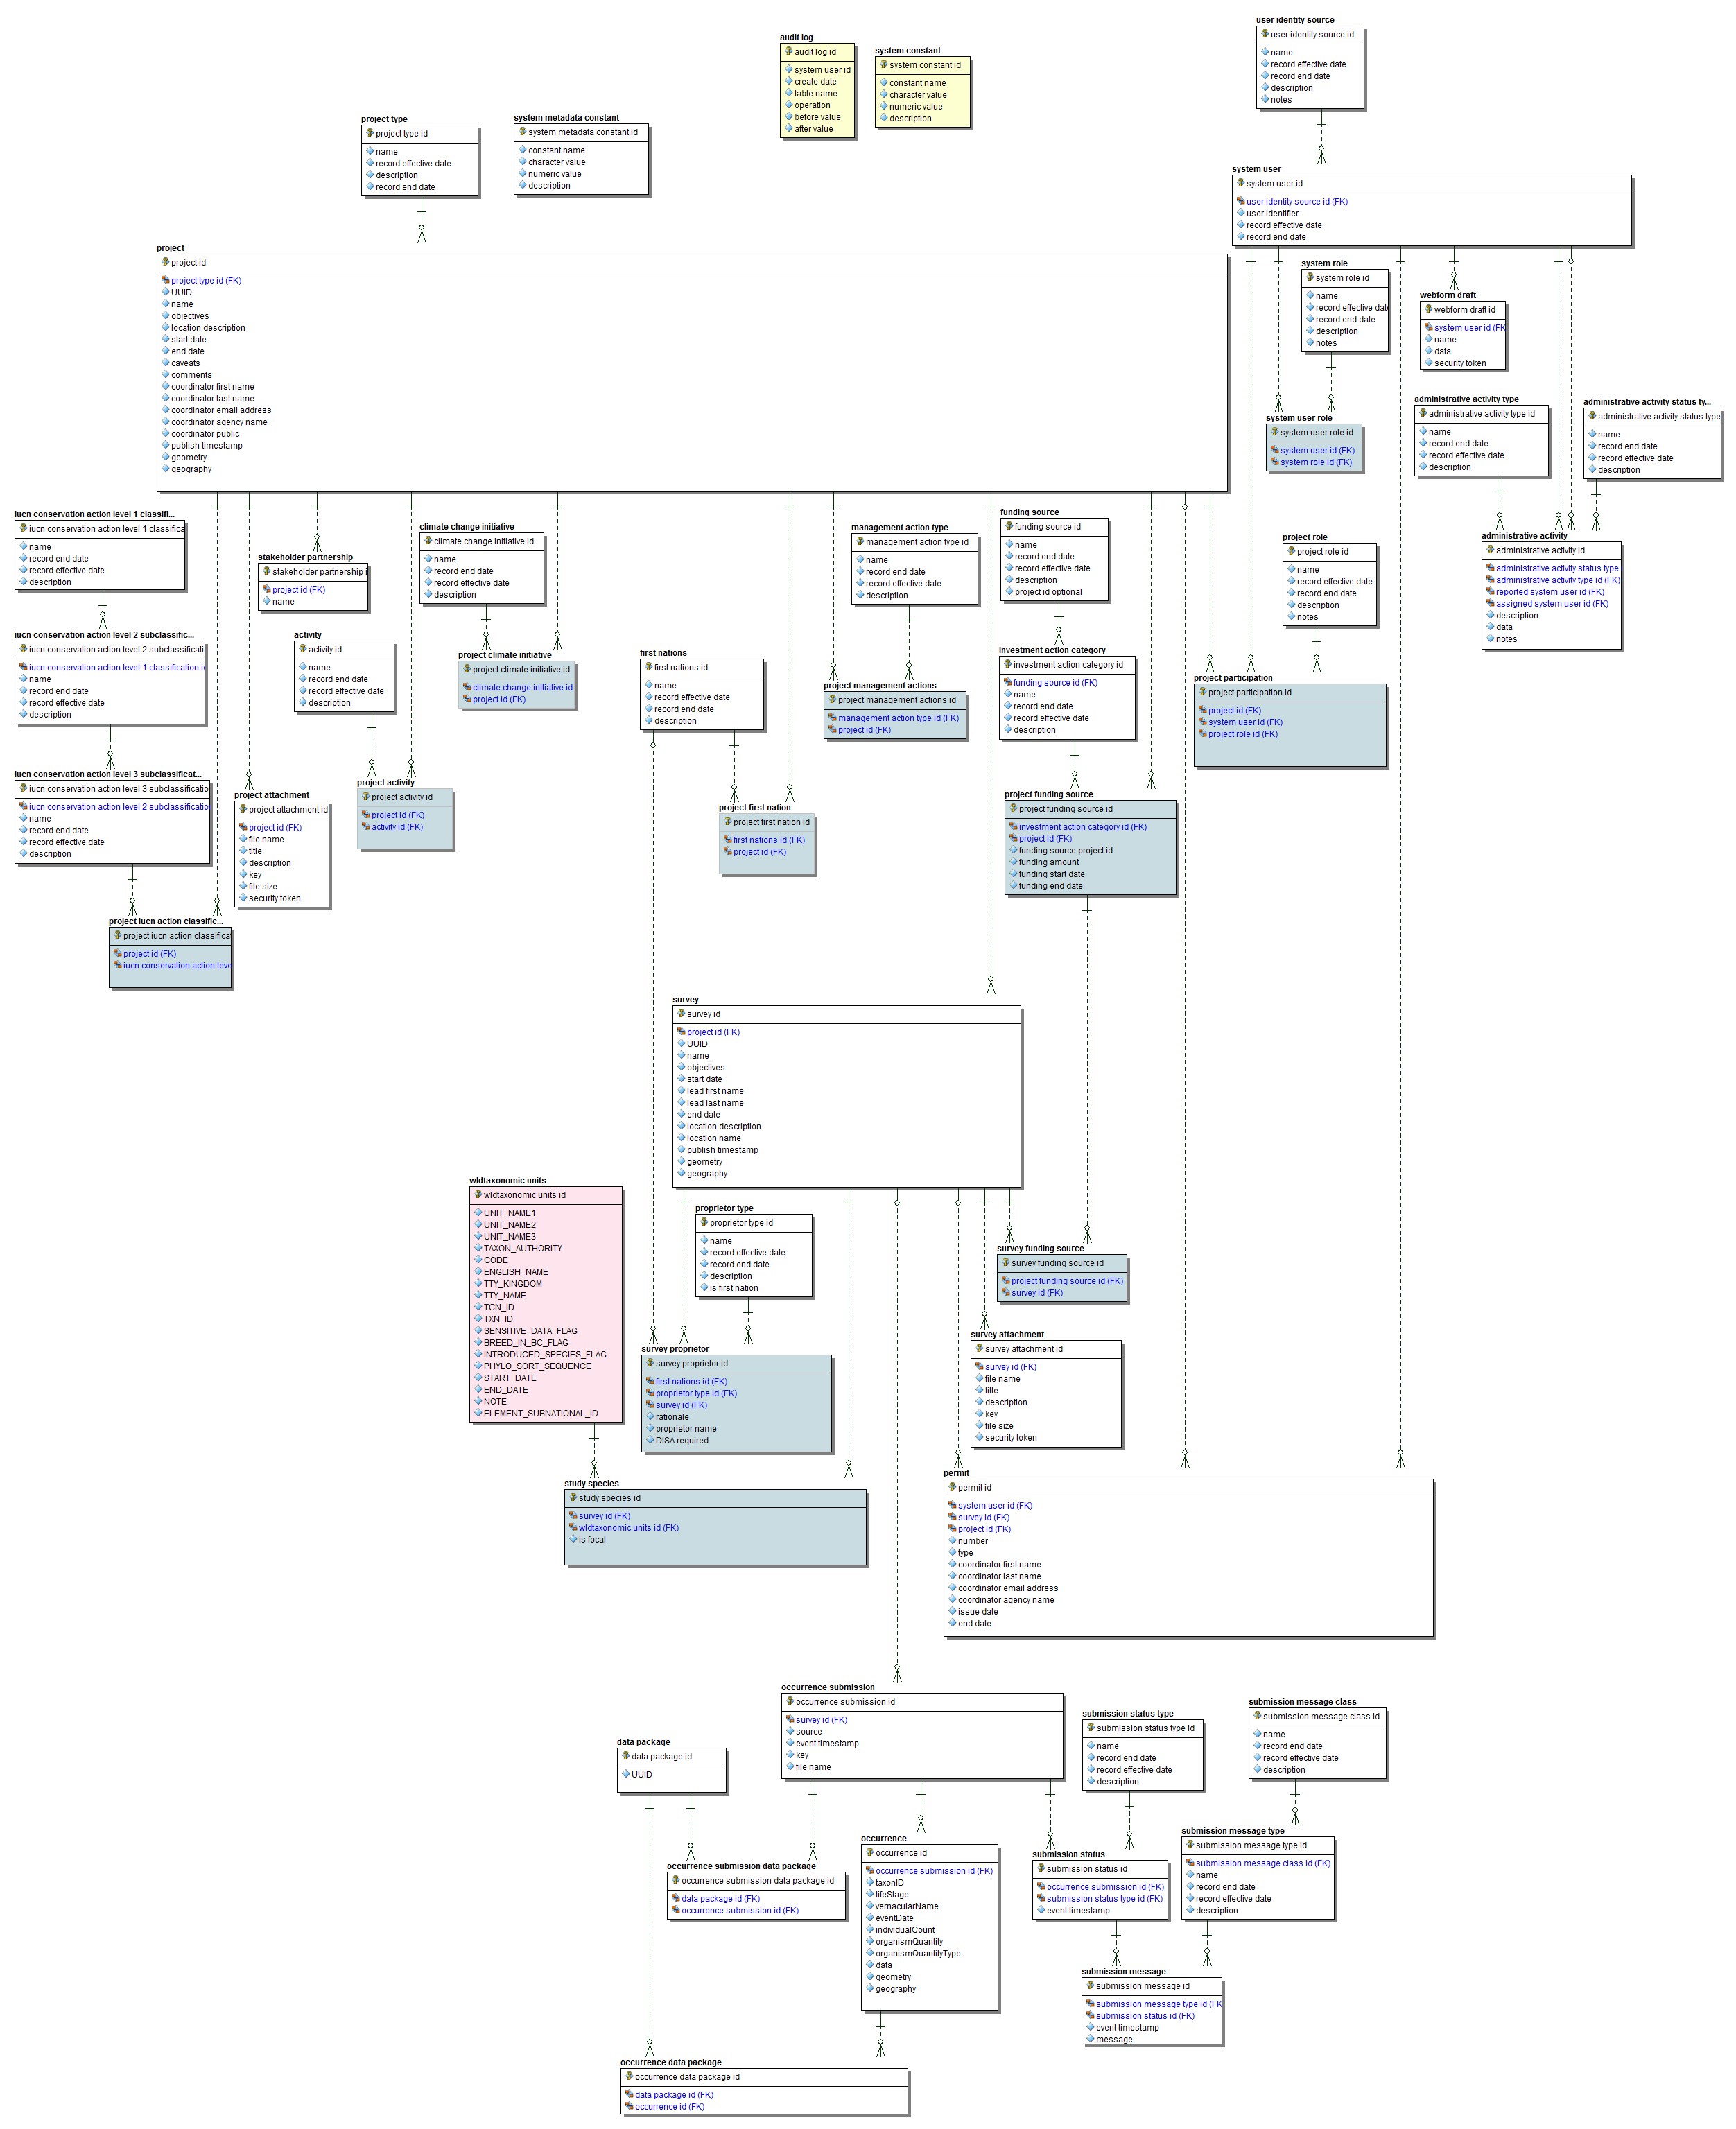 user identity source
user identity source id
name
record effective date
record end date
description
notes
audit log
audit log id
system user id
create date
table name
operation
before value
after value
system constant
system constant id
constant name
character value
numeric value
description
project type
project type id
name
record effective date
description
record end date
system metadata constant
system metadata constant id
constant name
character value
numeric value
description
system user
system user id
user identity source id (FK)
user identifier
record effective date
record end date
project
project id
project type id (FK)
UUID
name
objectives
location description
start date
end date
caveats
comments
coordinator first name
coordinator last name
coordinator email address
coordinator agency name
coordinator public
publish timestamp
geometry
geography
system role
system role id
name
record effective date
record end date
description
notes
webform draft
webform draft id
system user id (FK
name
data
security token
system user role
system user role id
system user id (FK)
system role id (FK)
administrative activity type
administrative activity type id
name
record end date
record effective date
description
administrative activity status ty...
administrative activity status type
name
record end date
record effective date
description
administrative activity
administrative activity id
administrative activity status type
administrative activity type id (FK)
reported system user id (FK)
assigned system user id (FK)
description
data
notes
iucn conservation action level 1 classifi...
iucn conservation action level 1 classifica
name
record end date
record effective date
description
stakeholder partnership
stakeholder partnership i
project id (FK)
name
climate change initiative
climate change initiative id
name
record end date
record effective date
description
management action type
management action type id
name
record end date
record effective date
description
funding source
funding source id
name
record end date
record effective date
description
project id optional
project role
project role id
name
record effective date
record end date
description
notes
iucn conservation action level 2 subclassific...
iucn conservation action level 2 subclassificati
iucn conservation action level 1 classification i
name
record end date
record effective date
description
activity
activity id
name
record end date
record effective date
description
project climate initiative
project climate initiative id
climate change initiative id
project id (FK)
first nations
first nations id
name
record effective date
record end date
description
project management actions
project management actions id
management action type id (FK)
project id (FK)
investment action category
investment action category id
funding source id (FK)
name
record end date
record effective date
description
project participation
project participation id
project id (FK)
system user id (FK)
project role id (FK)
iucn conservation action level 3 subclassificat...
iucn conservation action level 3 subclassificatio
iucn conservation action level 2 subclassificatio
name
record end date
record effective date
description
project attachment
project attachment id
project id (FK)
file name
title
description
key
file size
security token
project activity
project activity id
project id (FK)
activity id (FK)
project first nation
project first nation id
first nations id (FK)
project id (FK)
project funding source
project funding source id
investment action category id (FK)
project id (FK)
funding source project id
funding amount
funding start date
funding end date
project iucn action classific...
project iucn action classificat
project id (FK)
iucn conservation action leve
survey
survey id
project id (FK)
UUID
name
objectives
start date
lead first name
lead last name
end date
location description
location name
publish timestamp
geometry
geography
wldtaxonomic units
wldtaxonomic units id
UNIT_NAME1
UNIT_NAME2
UNIT_NAME3
TAXON_AUTHORITY
CODE
ENGLISH_NAME
TTY_KINGDOM
TTY_NAME
TCN_ID
TXN_ID
SENSITIVE_DATA_FLAG
BREED_IN_BC_FLAG
INTRODUCED_SPECIES_FLAG
PHYLO_SORT_SEQUENCE
START_DATE
END_DATE
NOTE
ELEMENT_SUBNATIONAL_ID
proprietor type
proprietor type id
name
record effective date
record end date
description
is first nation
survey funding source
survey funding source id
project funding source id (FK)
survey id (FK)
survey proprietor
survey proprietor id
first nations id (FK)
proprietor type id (FK)
survey id (FK)
rationale
proprietor name
DISA required
survey attachment
survey attachment id
survey id (FK)
file name
title
description
key
file size
security token
study species
study species id
survey id (FK)
wldtaxonomic units id (FK)
is focal
permit
permit id
system user id (FK)
survey id (FK)
project id (FK)
number
type
coordinator first name
coordinator last name
coordinator email address
coordinator agency name
issue date
end date
occurrence submission
occurrence submission id
survey id (FK)
source
event timestamp
key
file name
submission status type
submission status type id
name
record end date
record effective date
description
submission message class
submission message class id
name
record end date
record effective date
description
data package
data package id
UUID
occurrence submission data package
occurrence submission data package id
data package id (FK)
occurrence submission id (FK)
occurrence
occurrence id
occurrence submission id (FK)
taxonID
lifeStage
vernacularName
eventDate
individualCount
organismQuantity
organismQuantityType
data
geometry
geography
submission status
submission status id
occurrence submission id (FK)
submission status type id (FK)
event timestamp
submission message type
submission message type id
submission message class id (FK)
name
record end date
record effective date
description
submission message
submission message id
submission message type id (FK
submission status id (FK)
event timestamp
message
occurrence data package
occurrence data package id
data package id (FK)
occurrence id (FK)